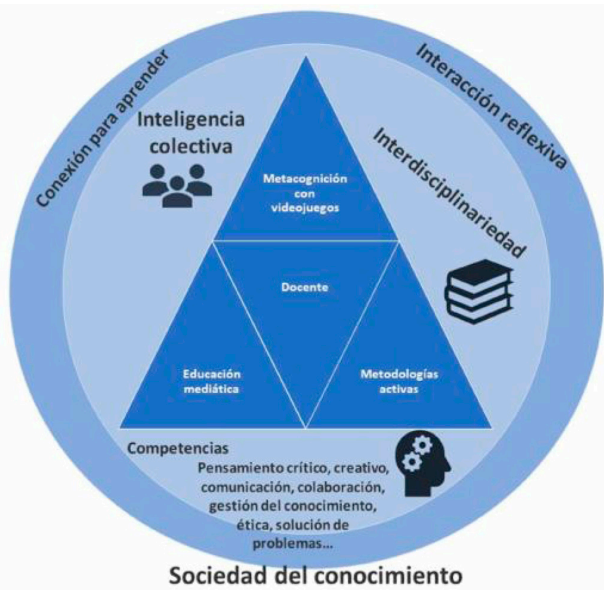 Conexión para aprender
Interacción reflexiva
Inteligencia
colectiva
Interdisciplinariedad
Metacognición
con
videojuegos
Docente
Educación
mediática
Metodologías
activas
Competencias
Pensamiento crítico, creativo,
comunicación, colaboración,
gestión del conocimiento,
ética, solución de
problemas...
Sociedad del conocimiento